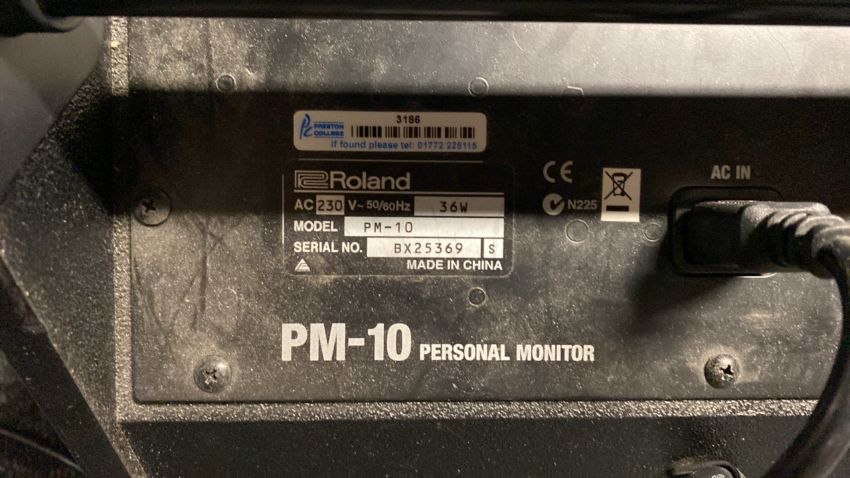 3186
PRESTON COLLEGE
if found please tel: 01772 225115
Roland
AC 230 V~ 50/60Hz 36W
MODEL PM-10
SERIAL NO. BX25369 S
MADE IN CHINA
CE
N225
AC IN
PM-10 PERSONAL MONITOR